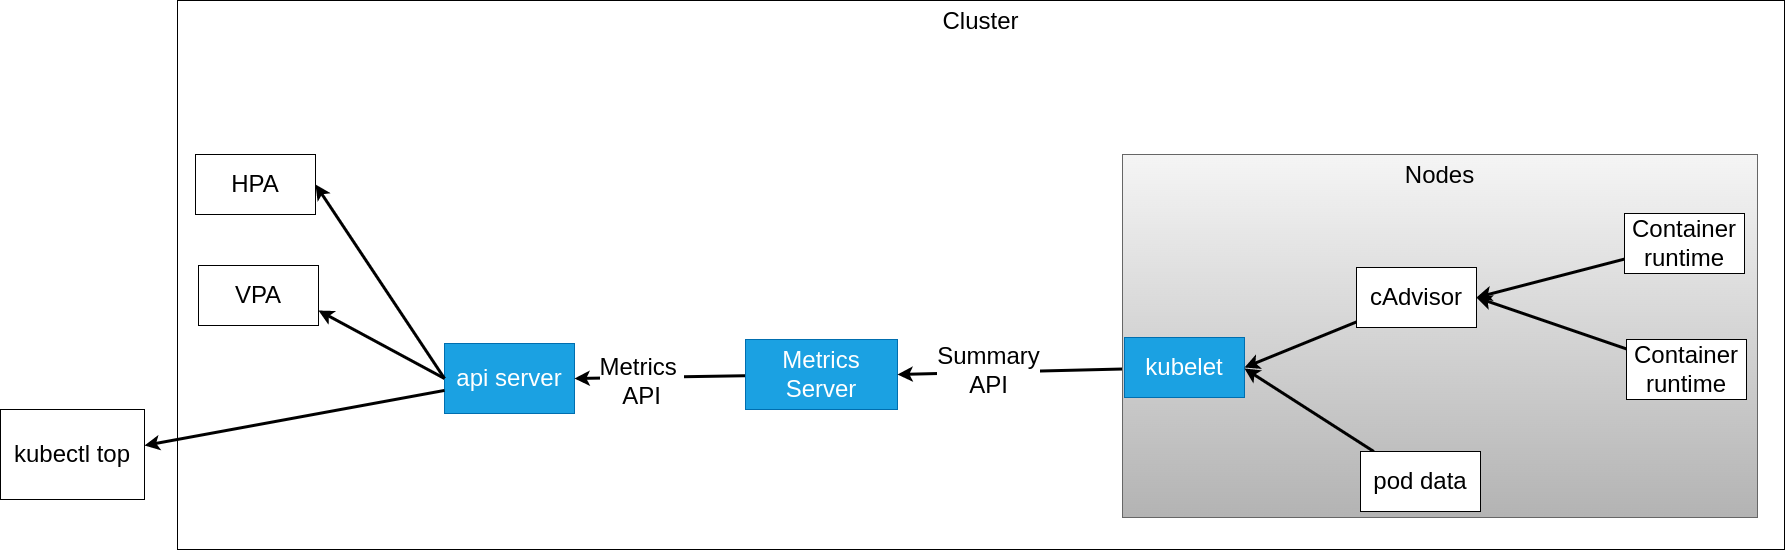 Cluster
HPA
VPA
kubectl top
api server
Metrics
API
Metrics
Server
Summary
API
Nodes
kubelet
cAdvisor
pod data
Container
runtime
Container
runtime